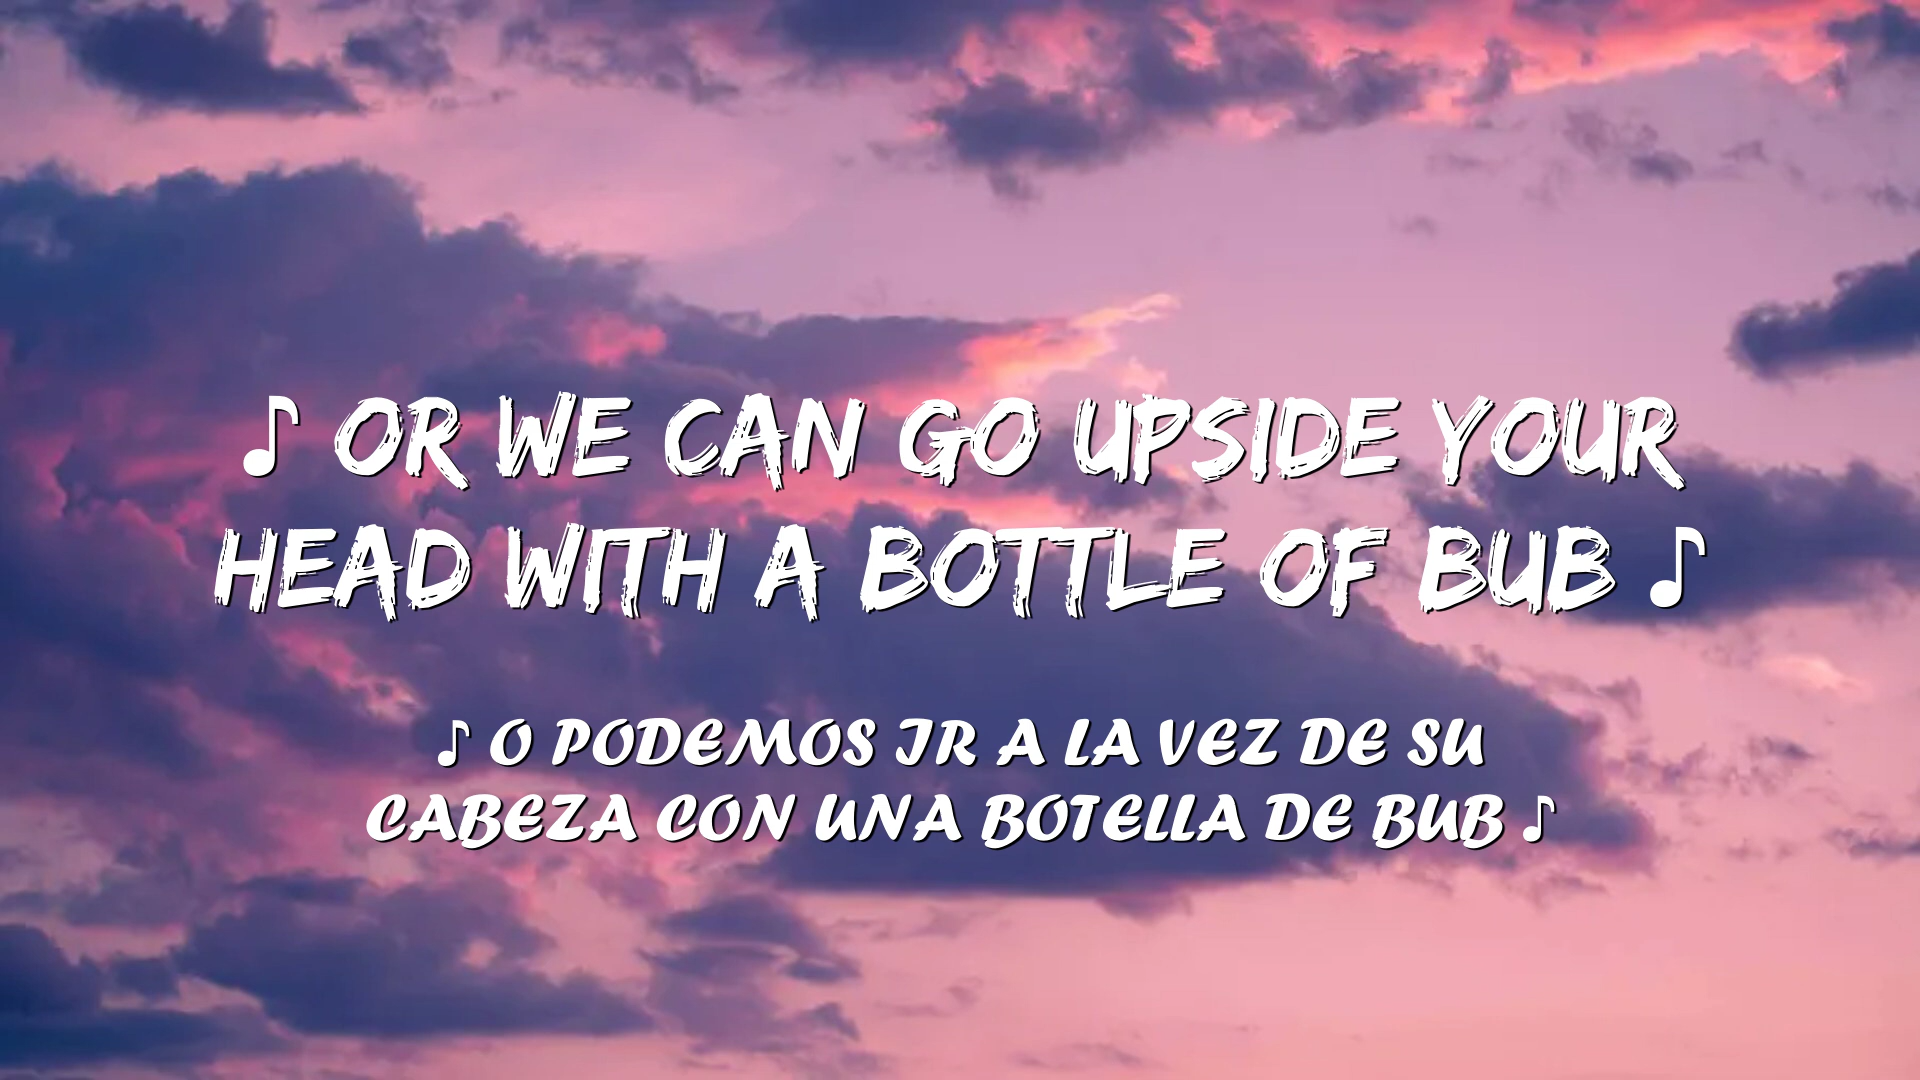 ♪ OR WE CAN GO UPSIDE YOUR
HEAD WITH A BOTTLE OF BUB ♪
♪ O PODEMOS IR A LA VEZ DE SU
CABEZA CON UNA BOTELLA DE BUB ♪